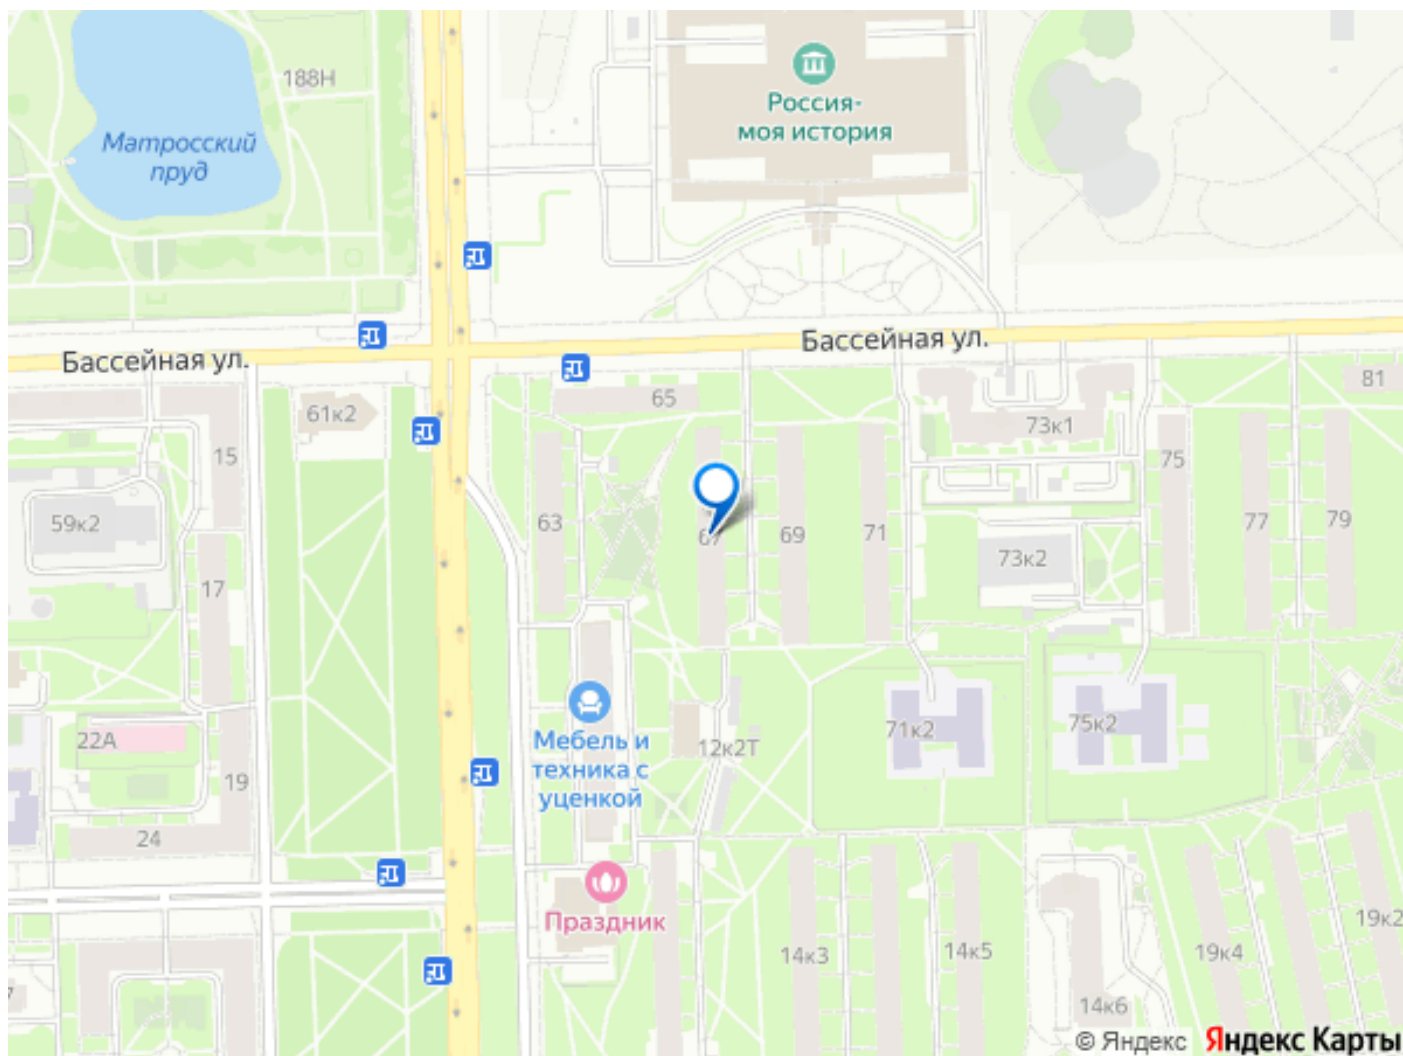 188Н
Россия-
моя история
Матросский
пруд
Бассейная ул.
Бассейная ул.
81
65
61к2
73к1
15
75
59к2
63
67
69
71
77
79
73к2
17
71к2
75к2
22А
Мебель и
техника с
уценкой
12к2Т
19
24
Праздник
14к3
14к5
19к4
19к2
14к6
7
© Яндекс
Яндекс Карты